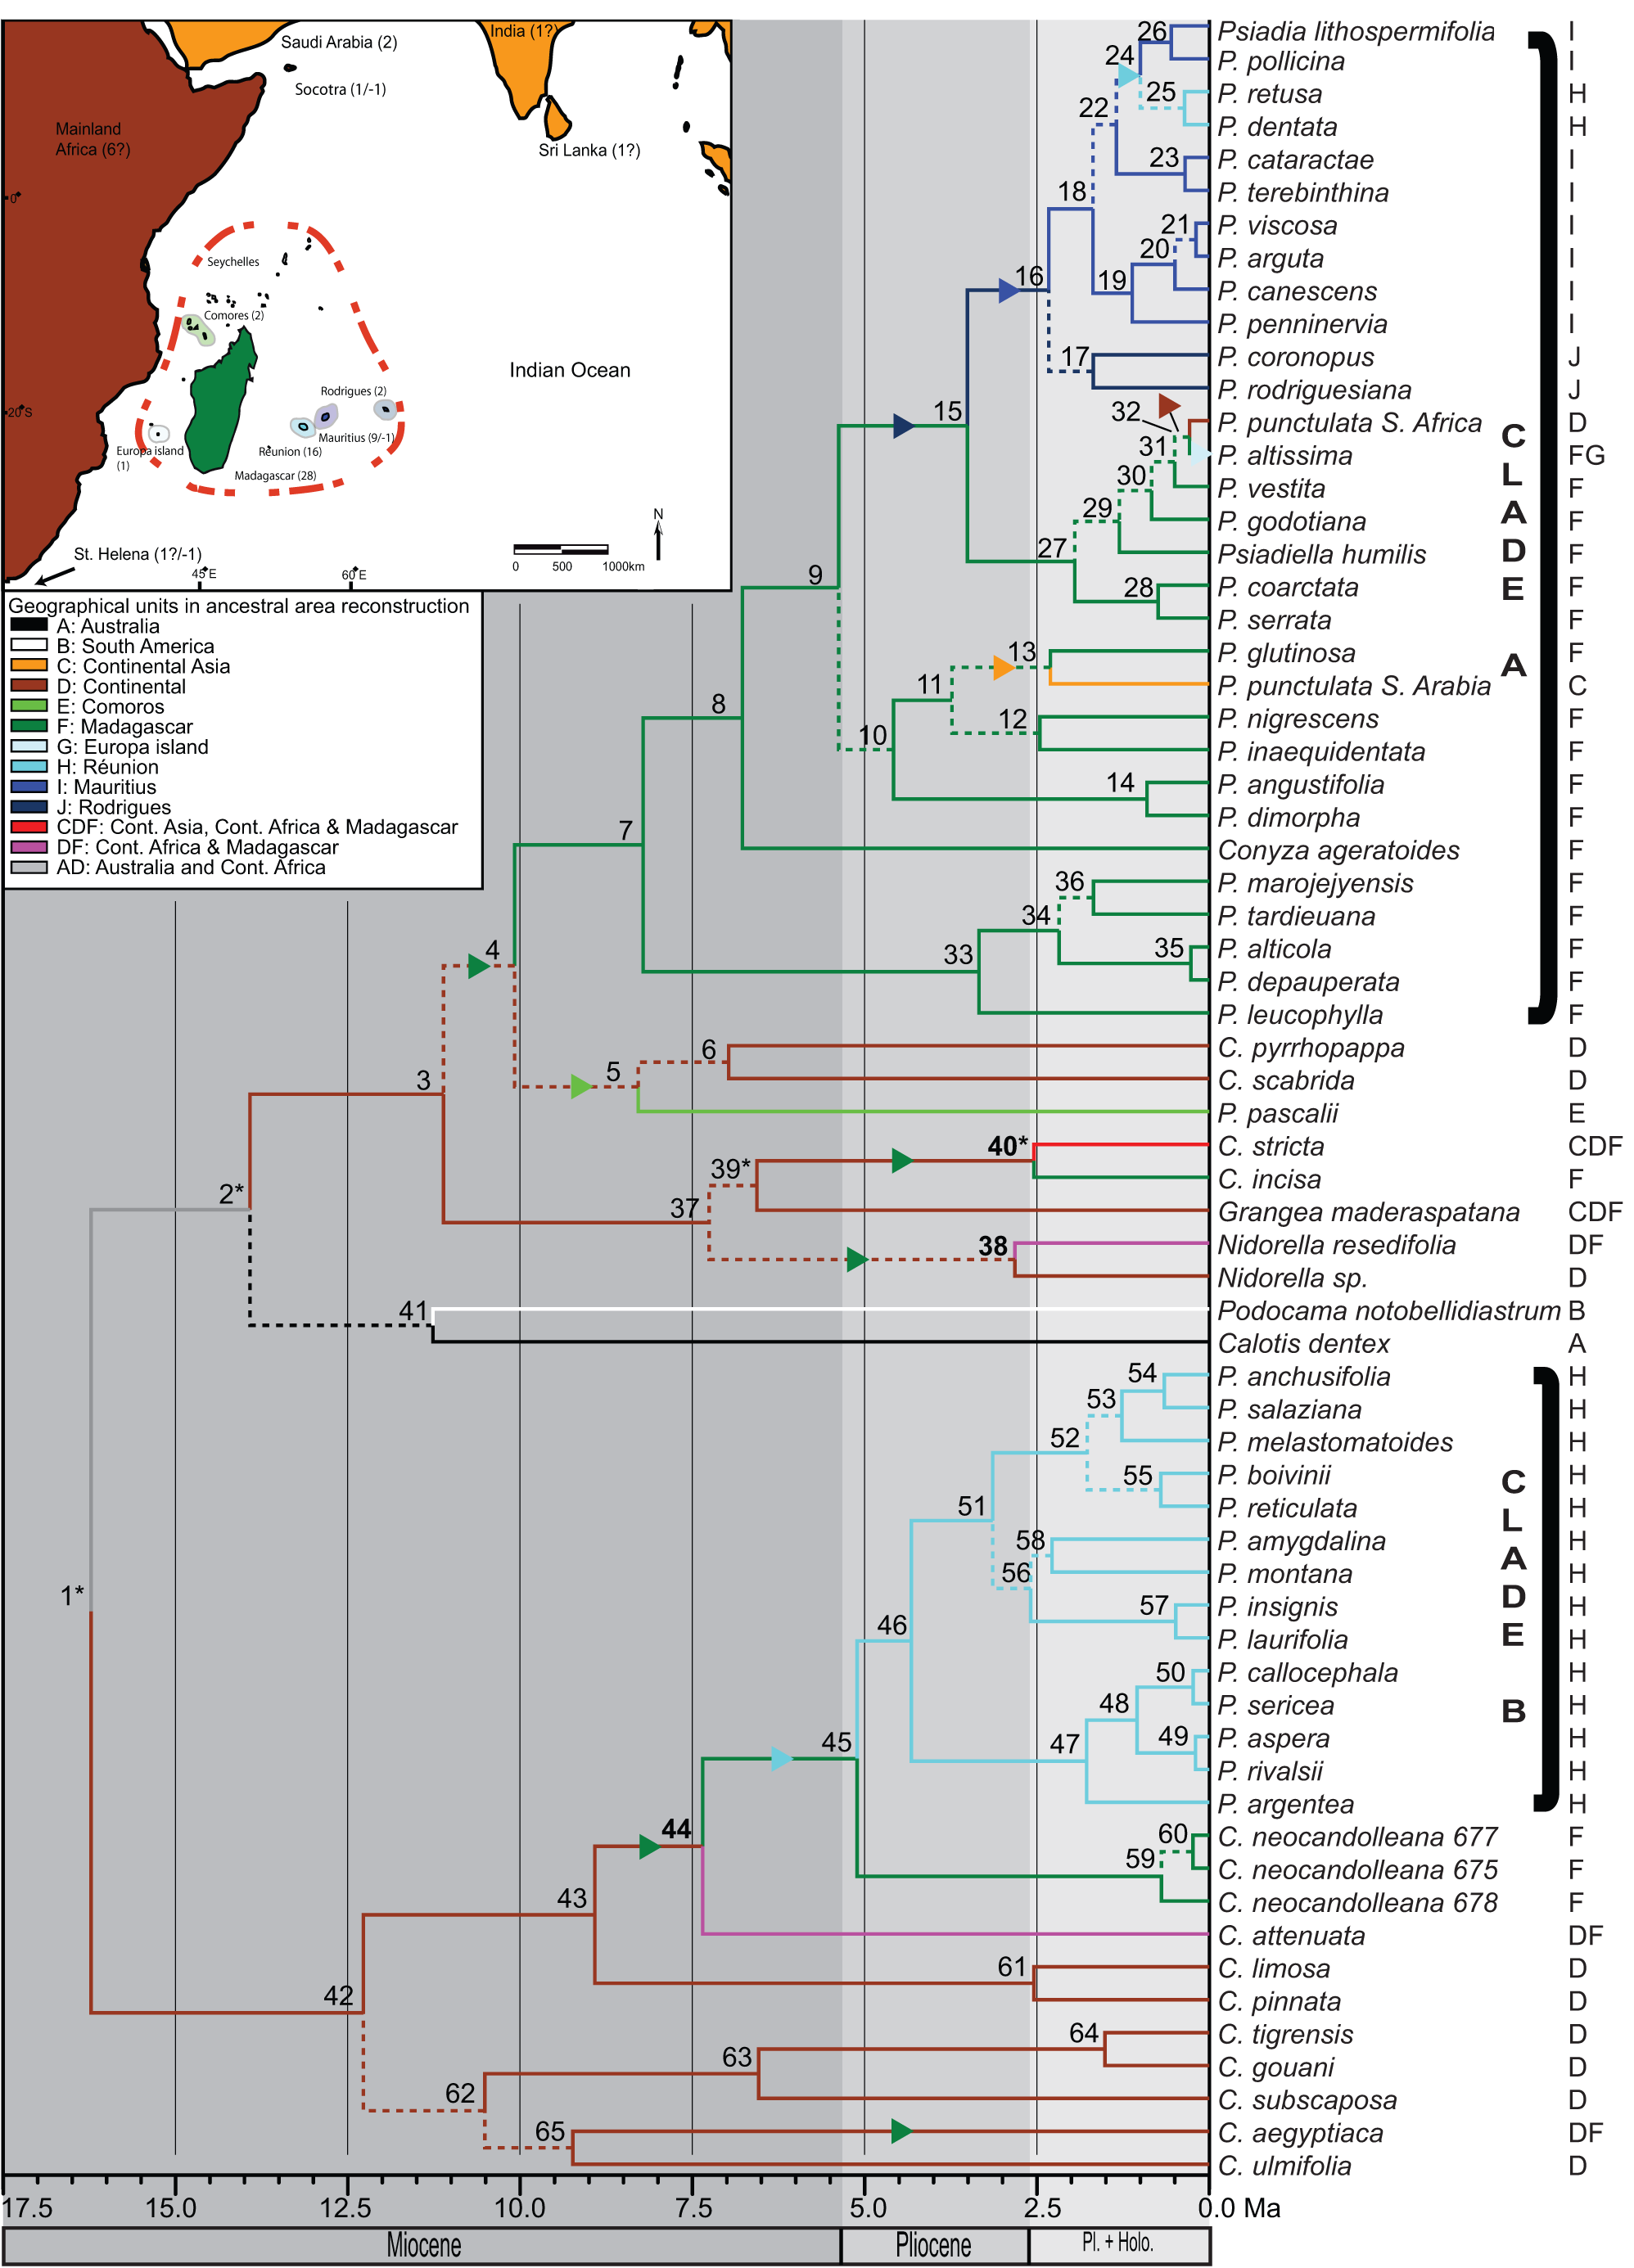 Saudi Arabia (2)
India (1?)
Socotra (1/-1)
Mainland
Africa (6?)
Sri Lanka (1?)
0°
Seychelles
Comores (2)
Indian Ocean
Rodrigues (2)
20°S
Mauritius (9/-1)
Europa island
(1)
Réunion (16)
Madagascar (28)
N
St. Helena (1?/-1)
45°E
60°E
0 500 1000km
Geographical units in ancestral area reconstruction
A: Australia
B: South America
C: Continental Asia
D: Continental
E: Comoros
F: Madagascar
G: Europa island
H: Réunion
I: Mauritius
J: Rodrigues
CDF: Cont. Asia, Cont. Africa & Madagascar
DF: Cont. Africa & Madagascar
AD: Australia and Cont. Africa
26 Psiadia lithospermifolia I
24 P. pollicina I
25 P. retusa H
22 P. dentata H
23 P. cataractae I
18 P. terebinthina I
21 P. viscosa I
20 P. arguta I
16 19 P. canescens I
P. penninervia I
17 P. coronopus J
P. rodriguesiana J
15 32 P. punctulata S. Africa D
31 P. altissima FG
30 P. vestita F
29 P. godotiana F
27 Psiadiella humilis F
9 28 P. coarctata F
P. serrata F
13 P. glutinosa F
11 P. punctulata S. Arabia C
8 12 P. nigrescens F
10 P. inaequidentata F
14 P. angustifolia F
7 P. dimorpha F
Conyza ageratoides F
36 P. marojejyensis F
34 P. tardieuana F
4 33 35 P. alticola F
P. depauperata F
P. leucophylla F
6 C. pyrrhopappa D
3 5 C. scabrida D
P. pascalii E
40* C. stricta CDF
39* C. incisa F
2* 37 Grangea maderaspatana CDF
38 Nidorella resedifolia DF
Nidorella sp. D
41 Podocama notobellidiastrum B
Calotis dentex A
54 P. anchusifolia H
53 P. salaziana H
52 P. melastomatoides H
55 P. boivinii H
51 P. reticulata H
58 P. amygdalina H
56 P. montana H
1* 57 P. insignis H
46 P. laurifolia H
50 P. callocephala H
48 P. sericea H
47 49 P. aspera H
45 P. rivalsii H
P. argentea H
44 60 C. neocandolleana 677 F
59 C. neocandolleana 675 F
43 C. neocandolleana 678 F
C. attenuata DF
61 C. limosa D
42 C. pinnata D
64 C. tigrensis D
63 C. gouani D
62 C. subscaposa D
65 C. aegyptiaca DF
C. ulmifolia D
CLADE A
CLADE B
17.5 15.0 12.5 10.0 7.5 5.0 2.5 0.0 Ma
Miocene Pliocene Pl. + Holo.